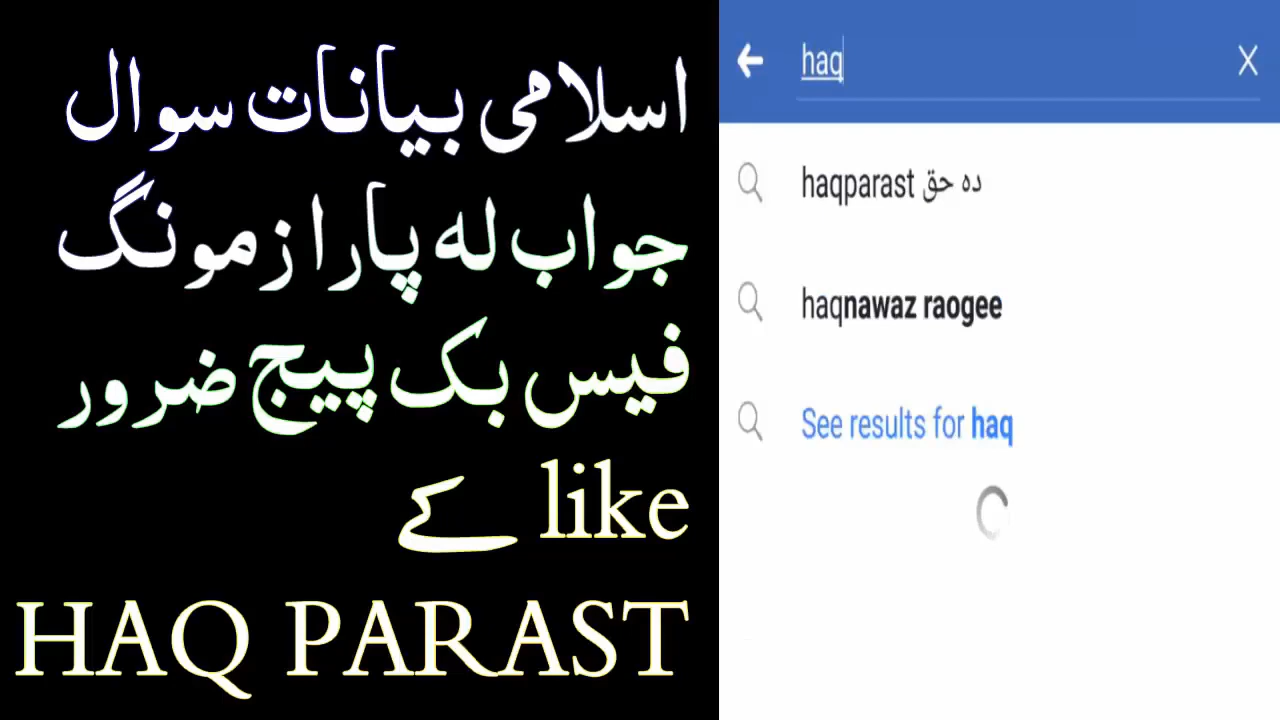 اسلامی بیانات سوال
جواب له پارا زمونگ
فیس بک پیج ضرور
like کے
HAQ PARAST
haq
haqparast ده حق
haqnawaz raogee
See results for haq